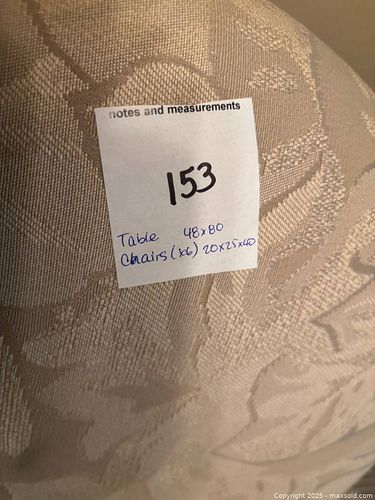 notes and measurements
153
Table 48x80
Chairs (x6) 20x25x40
Copyright 2025 - maxsold.com